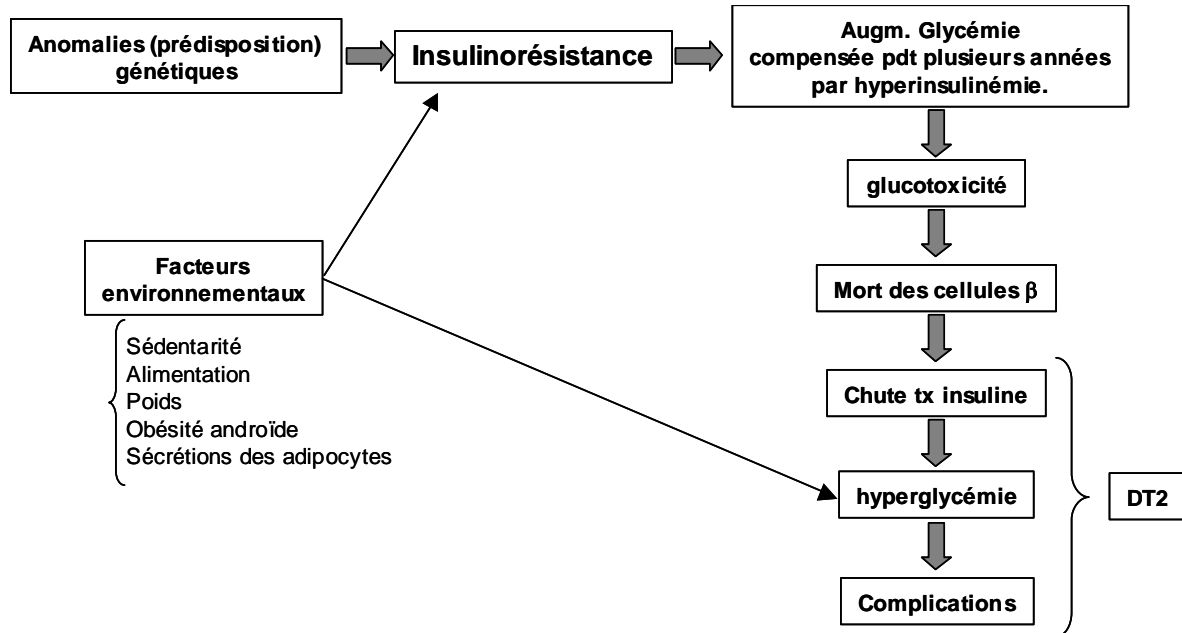 Anomalies (prédisposition)
génétiques
Insulinorésistance
Augm. Glycémie
compensée pdt plusieurs années
par hyperinsulinémie.
glucotoxicité
Mort des cellules β
Facteurs
environnementaux
Sédentarité
Alimentation
Poids
Obésité androïde
Sécrétions des adipocytes
Chute tx insuline
hyperglycémie
Complications
DT2